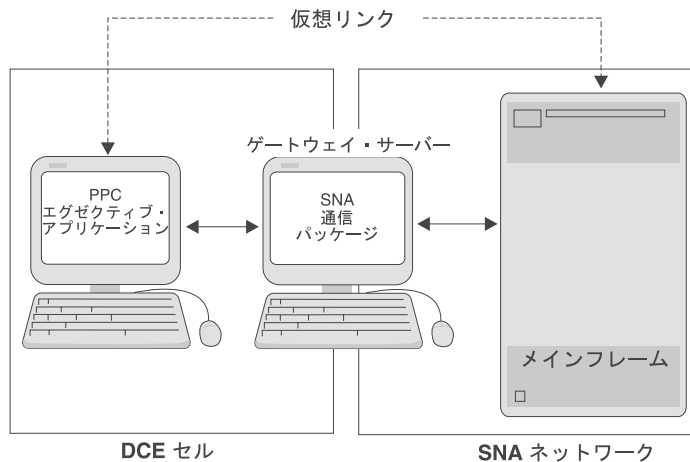 仮想リンク
ゲートウェイ・サーバー
PPC
エグゼクティブ・
アプリケーション
SNA
通信
パッケージ
メインフレーム
DCE セル
SNA ネットワーク